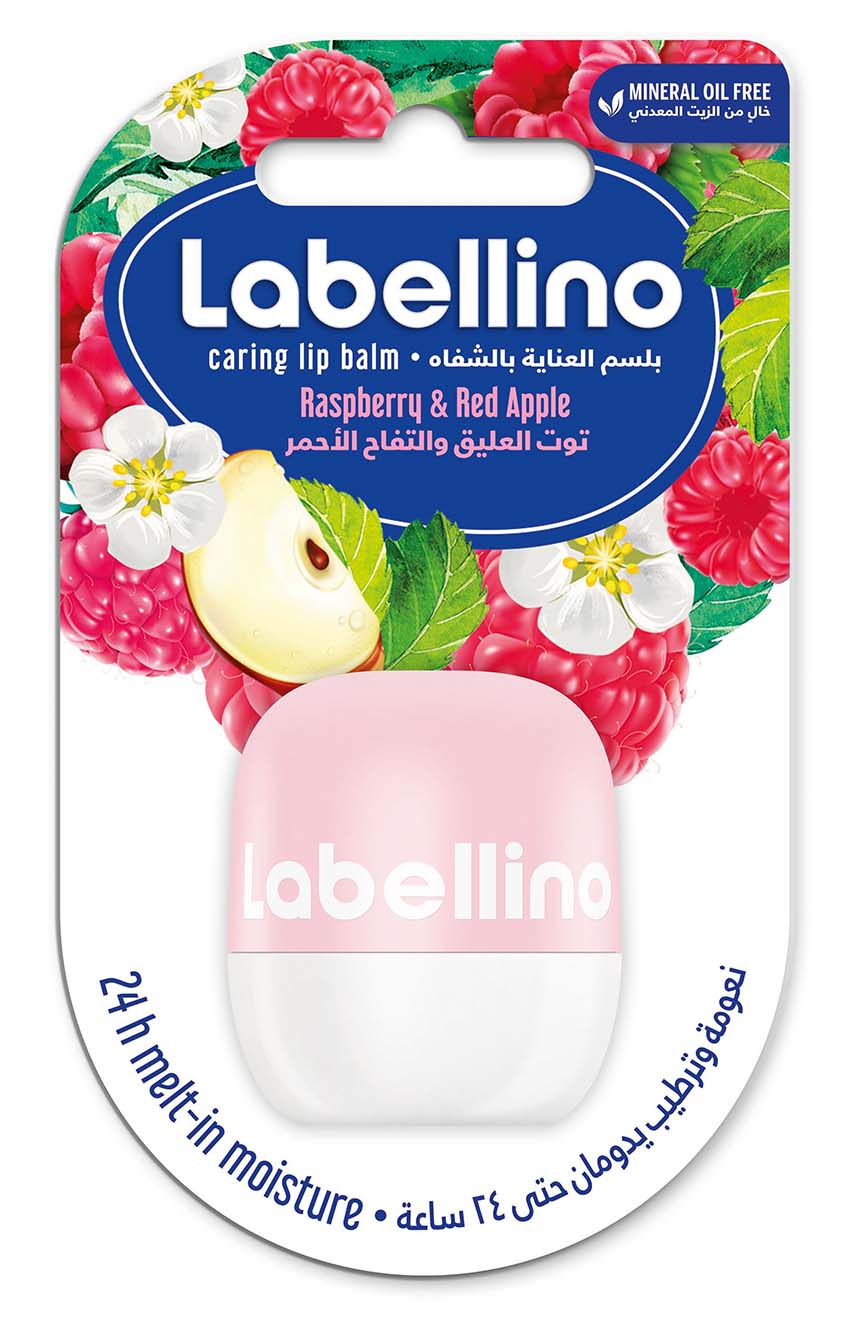 MINERAL OIL FREE
خالٍ من الزيت المعدني
Labellino
caring lip balm • بلسم العناية بالشفاه
Raspberry & Red Apple
توت العليق والتفاح الأحمر
Labellino
24 h melt-in moisture • نعومة وترطيب يدومان حتى ٢٤ ساعة